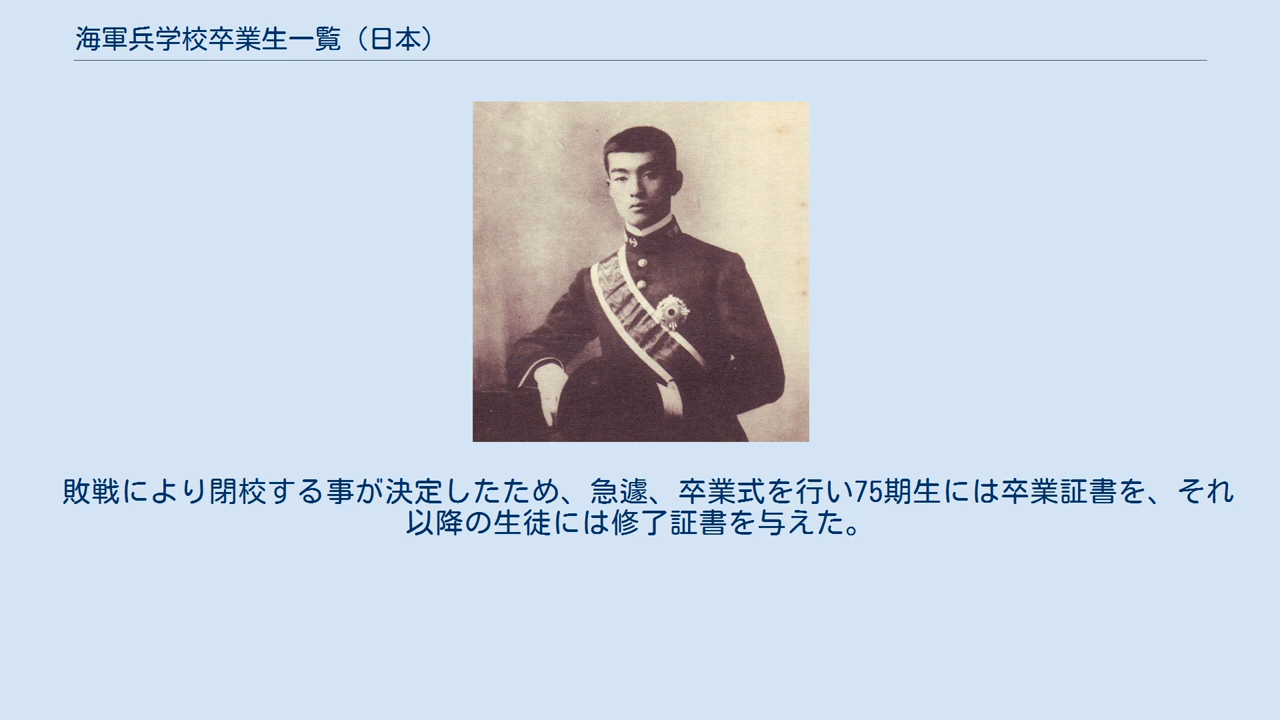 海軍兵学校卒業生一覧（日本）
敗戦により閉校する事が決定したため、急遽、卒業式を行い75期生には卒業証書を、それ
以降の生徒には修了証書を与えた。